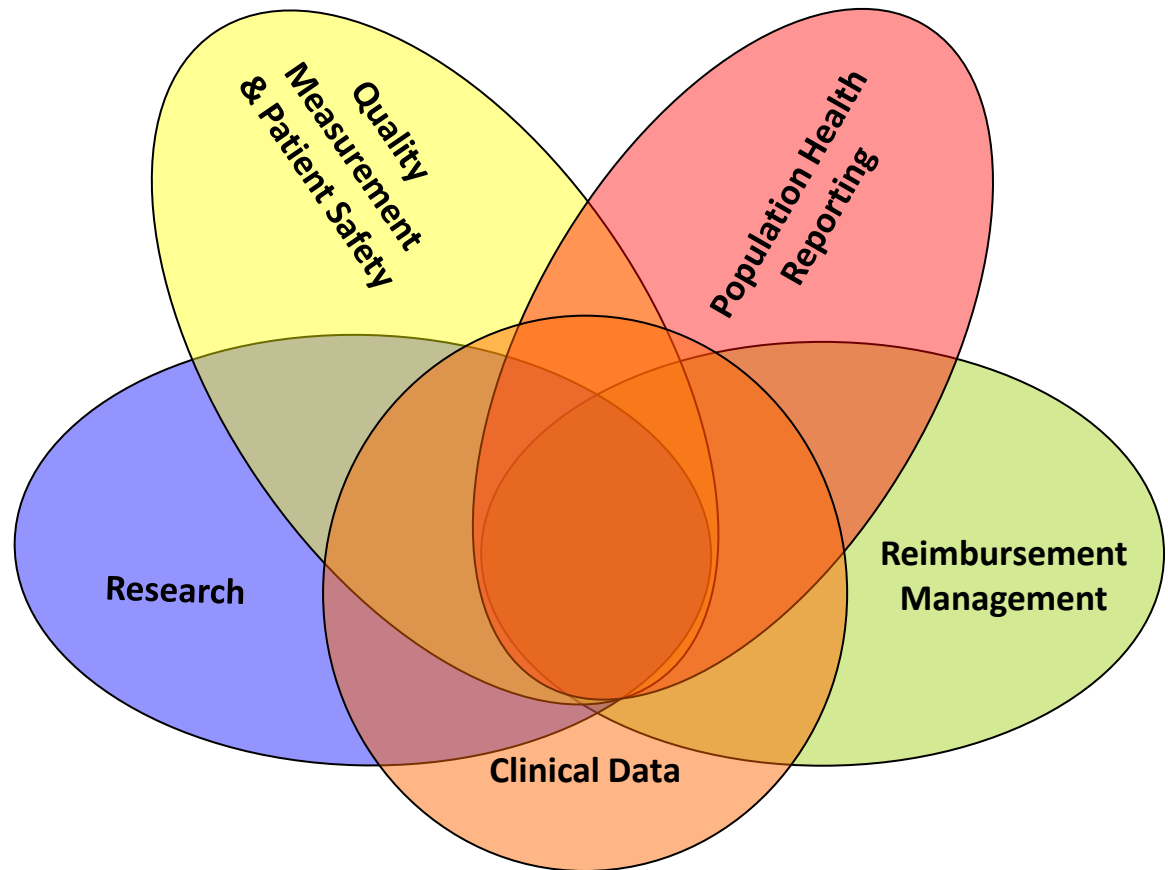 Quality
Measurement
& Patient Safety
Population Health
Reporting
Research
Reimbursement
Management
Clinical Data